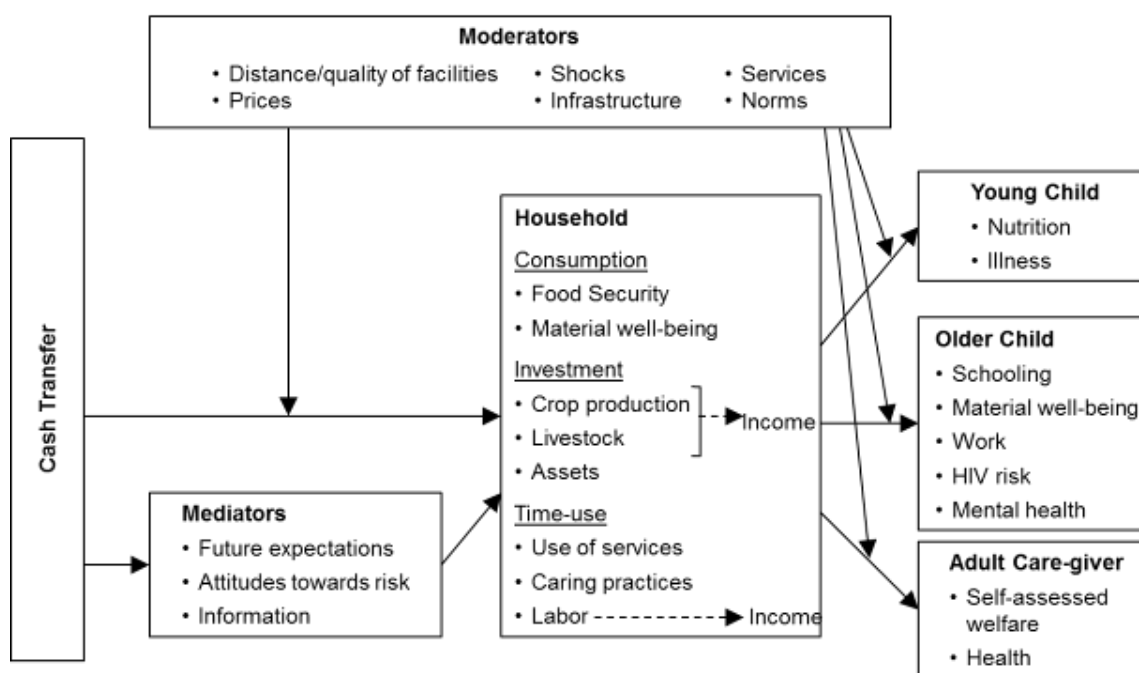 Moderators
• Distance/quality of facilities
• Prices
• Shocks
• Infrastructure
• Services
• Norms
Cash Transfer
Mediators
• Future expectations
• Attitudes towards risk
• Information
Household
Consumption
• Food Security
• Material well-being
Investment
• Crop production
• Livestock
Income
• Assets
Time-use
• Use of services
• Caring practices
• Labor
Income
Young Child
• Nutrition
• Illness
Older Child
• Schooling
• Material well-being
• Work
• HIV risk
• Mental health
Adult Care-giver
• Self-assessed
welfare
• Health